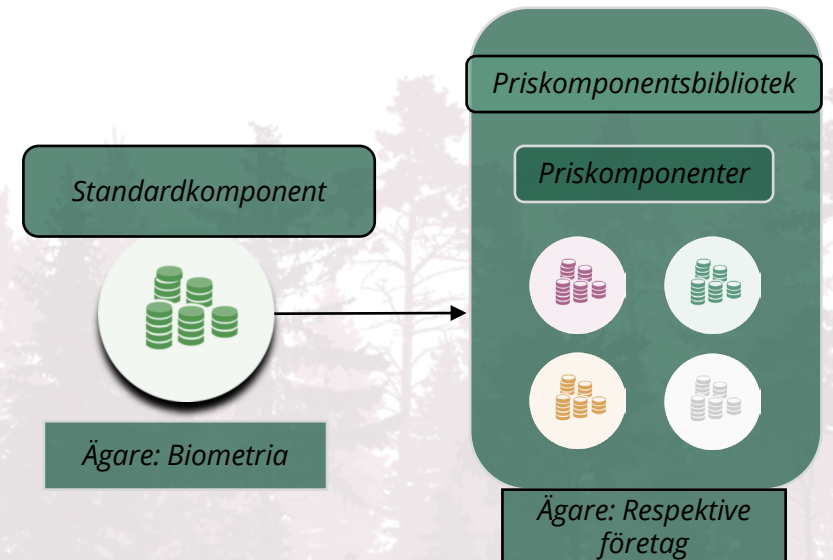 Standardkomponent
Ägare: Biometria
Priskomponentsbibliotek
Priskomponenter
Ägare: Respektive
företag